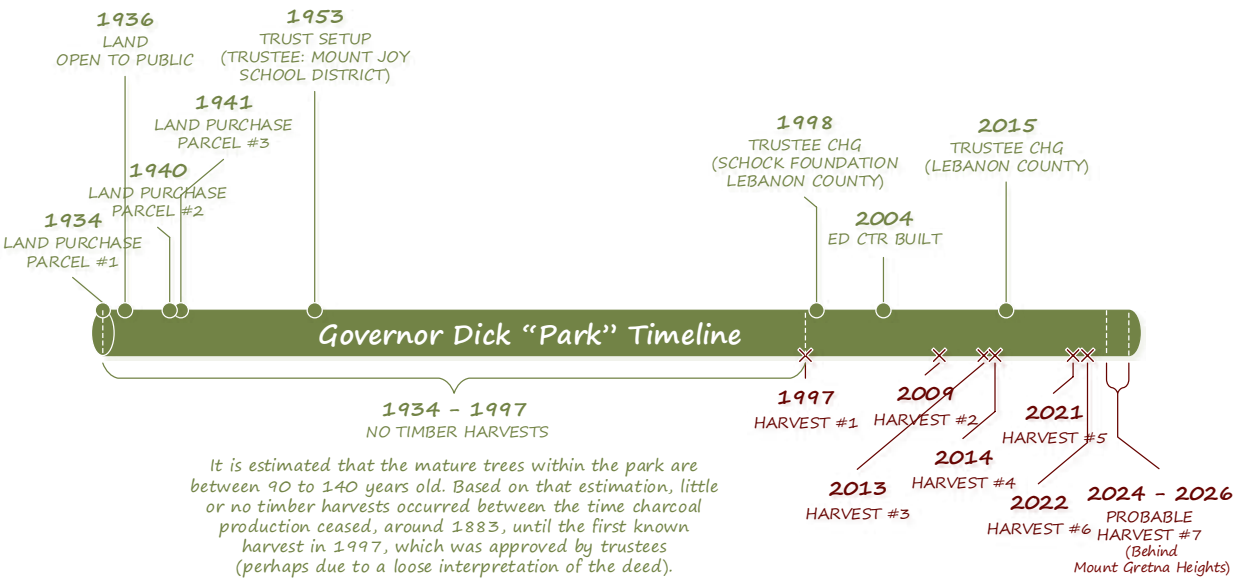 1936
LAND
OPEN TO PUBLIC
1953
TRUST SETUP
(TRUSTEE: MOUNT JOY
SCHOOL DISTRICT)
1941
LAND PURCHASE
PARCEL #3
1940
LAND PURCHASE
PARCEL #2
1934
LAND PURCHASE
PARCEL #1
1998
TRUSTEE CHG
(SCHOCK FOUNDATION
LEBANON COUNTY)
2004
ED CTR BUILT
2015
TRUSTEE CHG
(LEBANON COUNTY)
Governor Dick “Park” Timeline
1934 - 1997
NO TIMBER HARVESTS
It is estimated that the mature trees within the park are
between 90 to 140 years old. Based on that estimation, little
or no timber harvests occurred between the time charcoal
production ceased, around 1883, until the first known
harvest in 1997, which was approved by trustees
(perhaps due to a loose interpretation of the deed).
1997
HARVEST #1
2009
HARVEST #2
2013
HARVEST #3
2014
HARVEST #4
2021
HARVEST #5
2022
HARVEST #6
2024 - 2026
PROBABLE
HARVEST #7
(Behind
Mount Gretna Heights)